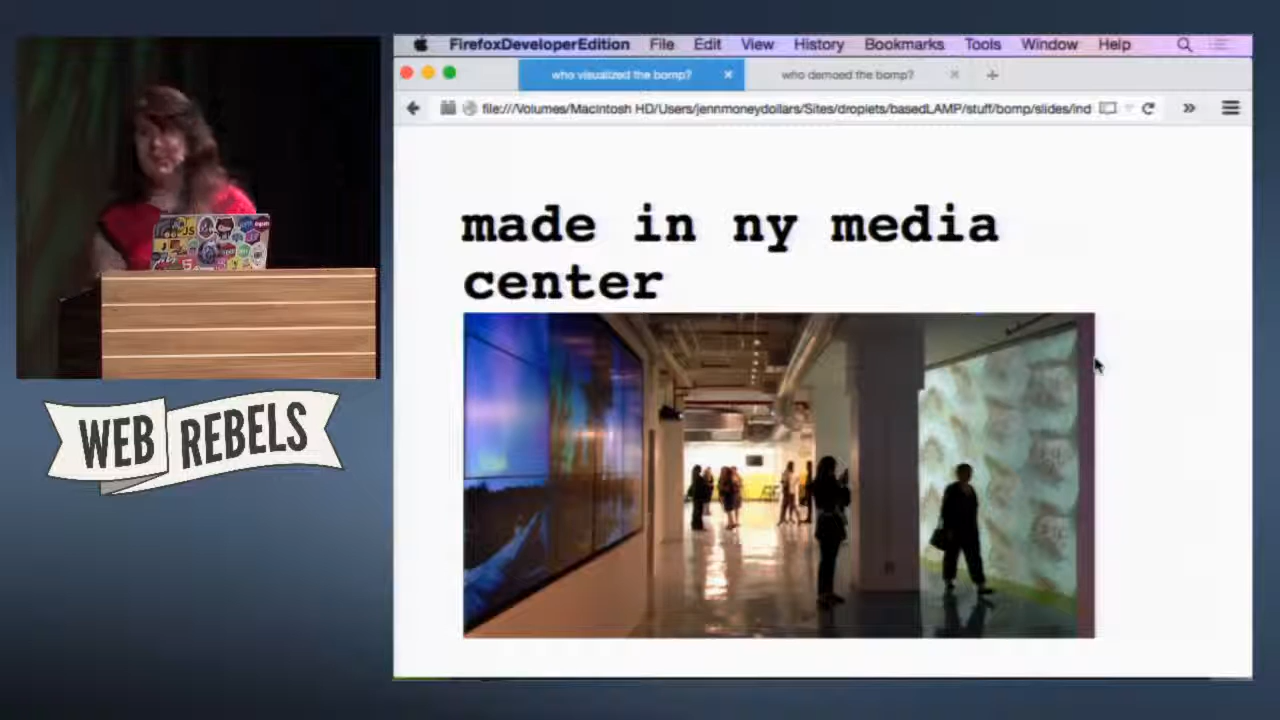 FirefoxDeveloperEdition File Edit View History Bookmarks Tools Window Help
who visualized the bomp? who demoed the bomp?
file:///Volumes/Macintosh HD/Users/jennmoneydollars/Sites/droplets/basedLAMP/stuff/bomp/slides/ind
made in ny media
center
JS
WEB REBELS